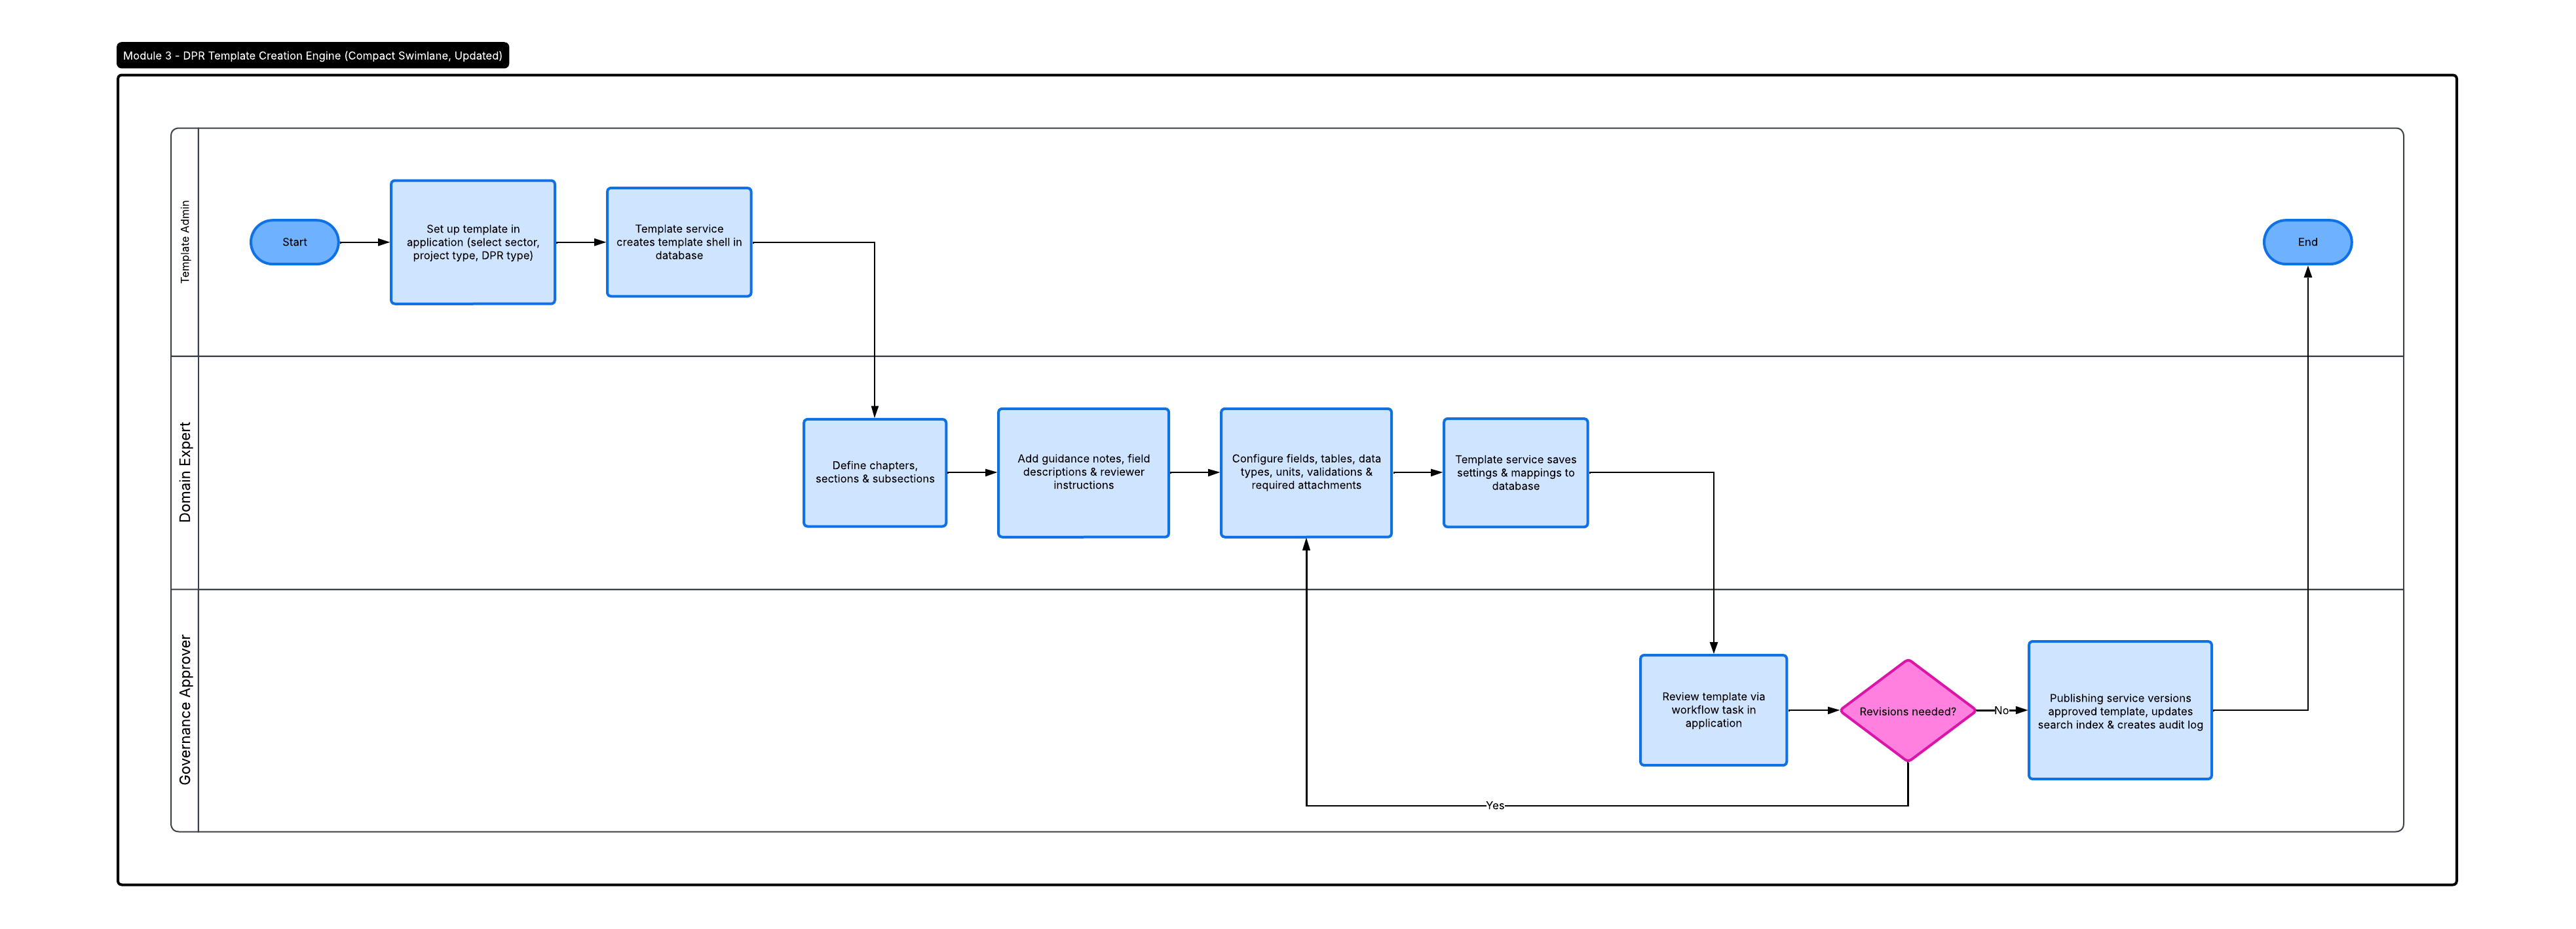 Module 3 - DPR Template Creation Engine (Compact Swimlane, Updated)
Template Admin
Start
Set up template in
application (select sector,
project type, DPR type)
Template service
creates template shell in
database
End
Domain Expert
Define chapters,
sections & subsections
Add guidance notes, field
descriptions & reviewer
instructions
Configure fields, tables, data
types, units, validations &
required attachments
Template service saves
settings & mappings to
database
Governance Approver
Review template via
workflow task in
application
Revisions needed?
No
Publishing service versions
approved template, updates
search index & creates audit log
Yes